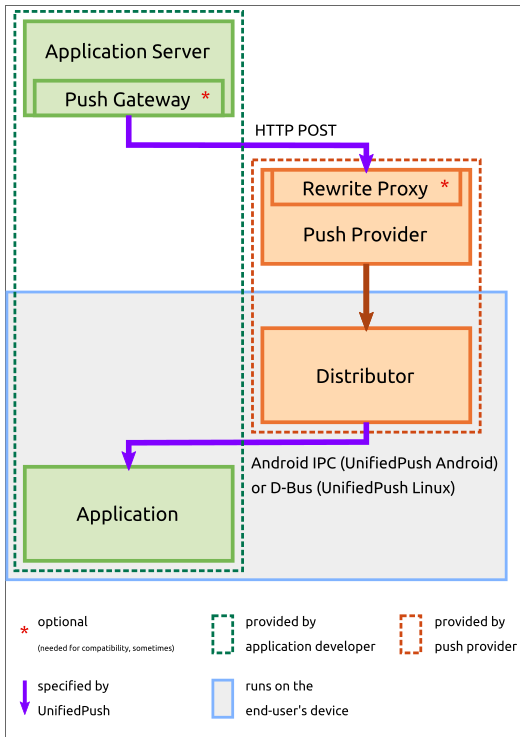 Application Server
Push Gateway *
HTTP POST
Rewrite Proxy *
Push Provider
Distributor
Android IPC (UnifiedPush Android)
or D-Bus (UnifiedPush Linux)
Application
* optional
(needed for compatibility, sometimes)
provided by
application developer
provided by
push provider
specified by
UnifiedPush
runs on the
end-user's device